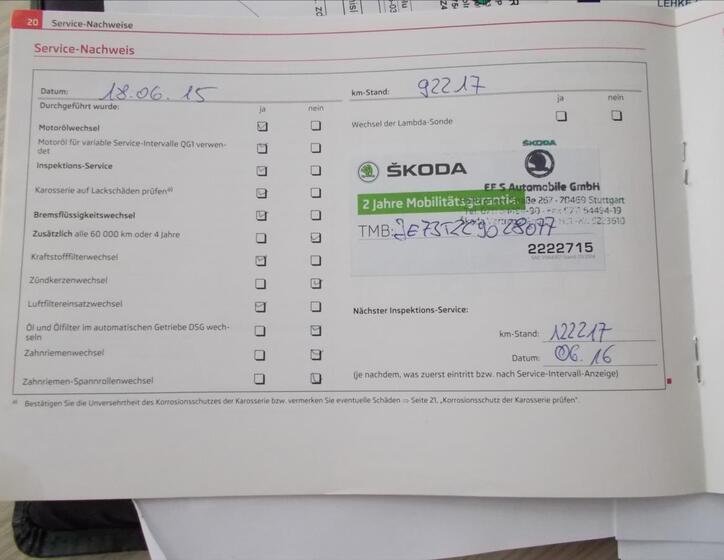 20 Service-Nachweise
Service-Nachweis
Datum: 18.06.15
km-Stand: 92217
Durchgeführt wurde:
ja nein
ja nein
Motorölwechsel
Wechsel der Lambda-Sonde
Motoröl für variable Service-Intervalle QG1 verwen-
det
Inspektions-Service
Karosserie auf Lackschäden prüfen a)
Bremsflüssigkeitswechsel
Zusätzlich alle 60 000 km oder 4 Jahre
Kraftstofffilterwechsel
Zündkerzenwechsel
Luftfiltereinsatzwechsel
Öl und Ölfilter im automatischen Getriebe DSG wech-
seln
Zahnriemenwechsel
Zahnriemen-Spannrollenwechsel
ŠKODA
ŠKODA
Automobile GmbH
2 Jahre Mobilitätsgarantie
267 - 70469 Stuttgart
54494-19
TMB:
2222715
Nächster Inspektions-Service:
km-Stand: 122217
Datum: 06.16
(je nachdem, was zuerst eintritt bzw. nach Service-Intervall-Anzeige)
a) Bestätigen Sie die Unversehrtheit des Korrosionsschutzes der Karosserie bzw. vermerken Sie eventuelle Schäden ⇒ Seite 21, „Korrosionsschutz der Karosserie prüfen“.